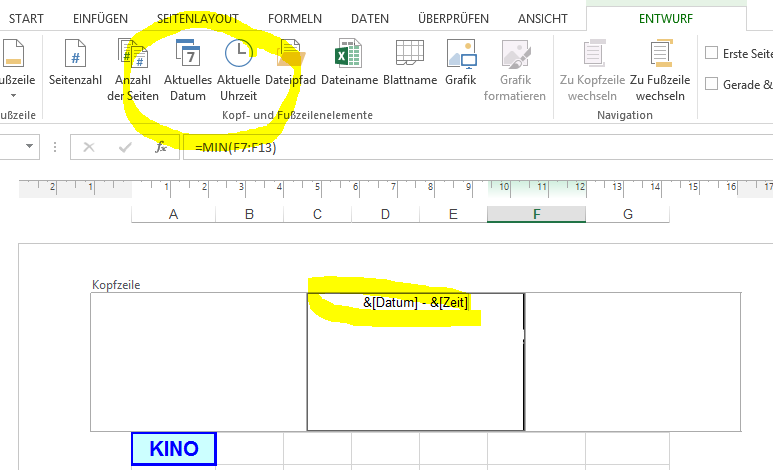 START EINFÜGEN SEITENLAYOUT FORMELN DATEN ÜBERPRÜFEN ANSICHT ENTWURF
ußzeile Seitenzahl Anzahl der Seiten Aktuelles Datum Aktuelle Uhrzeit Dateipfad Dateiname Blattname Grafik Grafik formatieren Zu Kopfzeile wechseln Zu Fußzeile wechseln
Erste Seite
Gerade &
ußzeile Kopf- und Fußzeilenelemente Navigation
fx =MIN(F7:F13)
2 1 1 2 3 4 5 6 7 8 9 10 11 12 13 14 15 16 17
A B C D E F G
Kopfzeile
&[Datum] - &[Zeit]
KINO